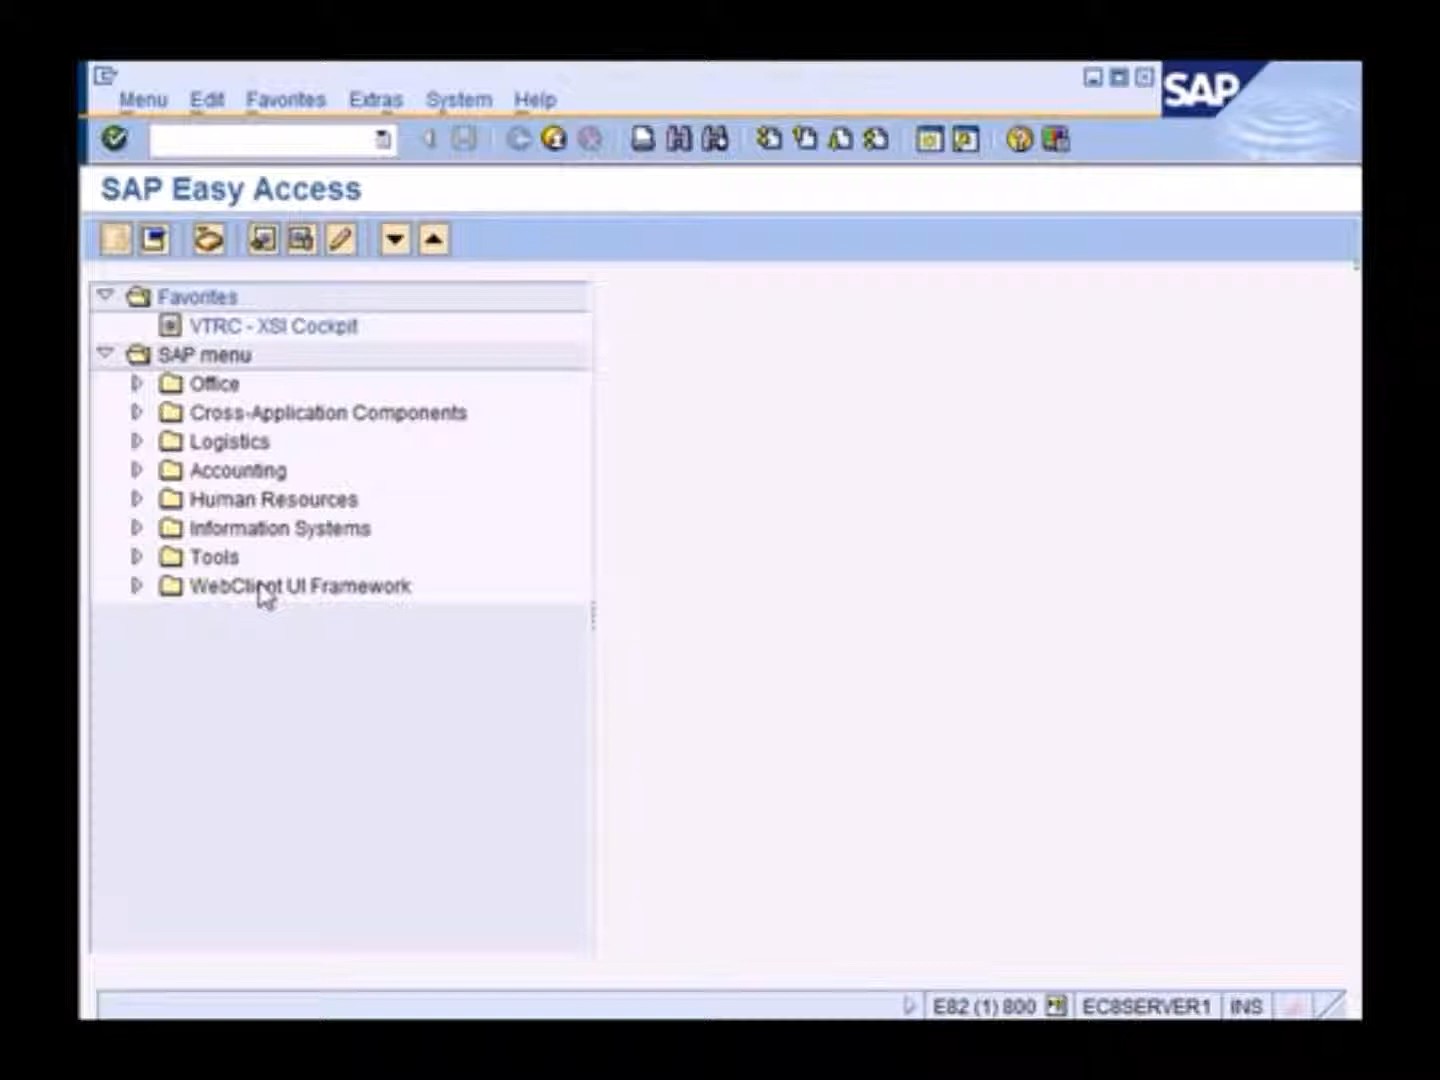 Menu Edit Favorites Extras System Help
SAP
SAP Easy Access
Favorites
VTRC - XSI Cockpit
SAP menu
Office
Cross-Application Components
Logistics
Accounting
Human Resources
Information Systems
Tools
WebClient UI Framework
E82 (1) 800 EC8SERVER1 INS